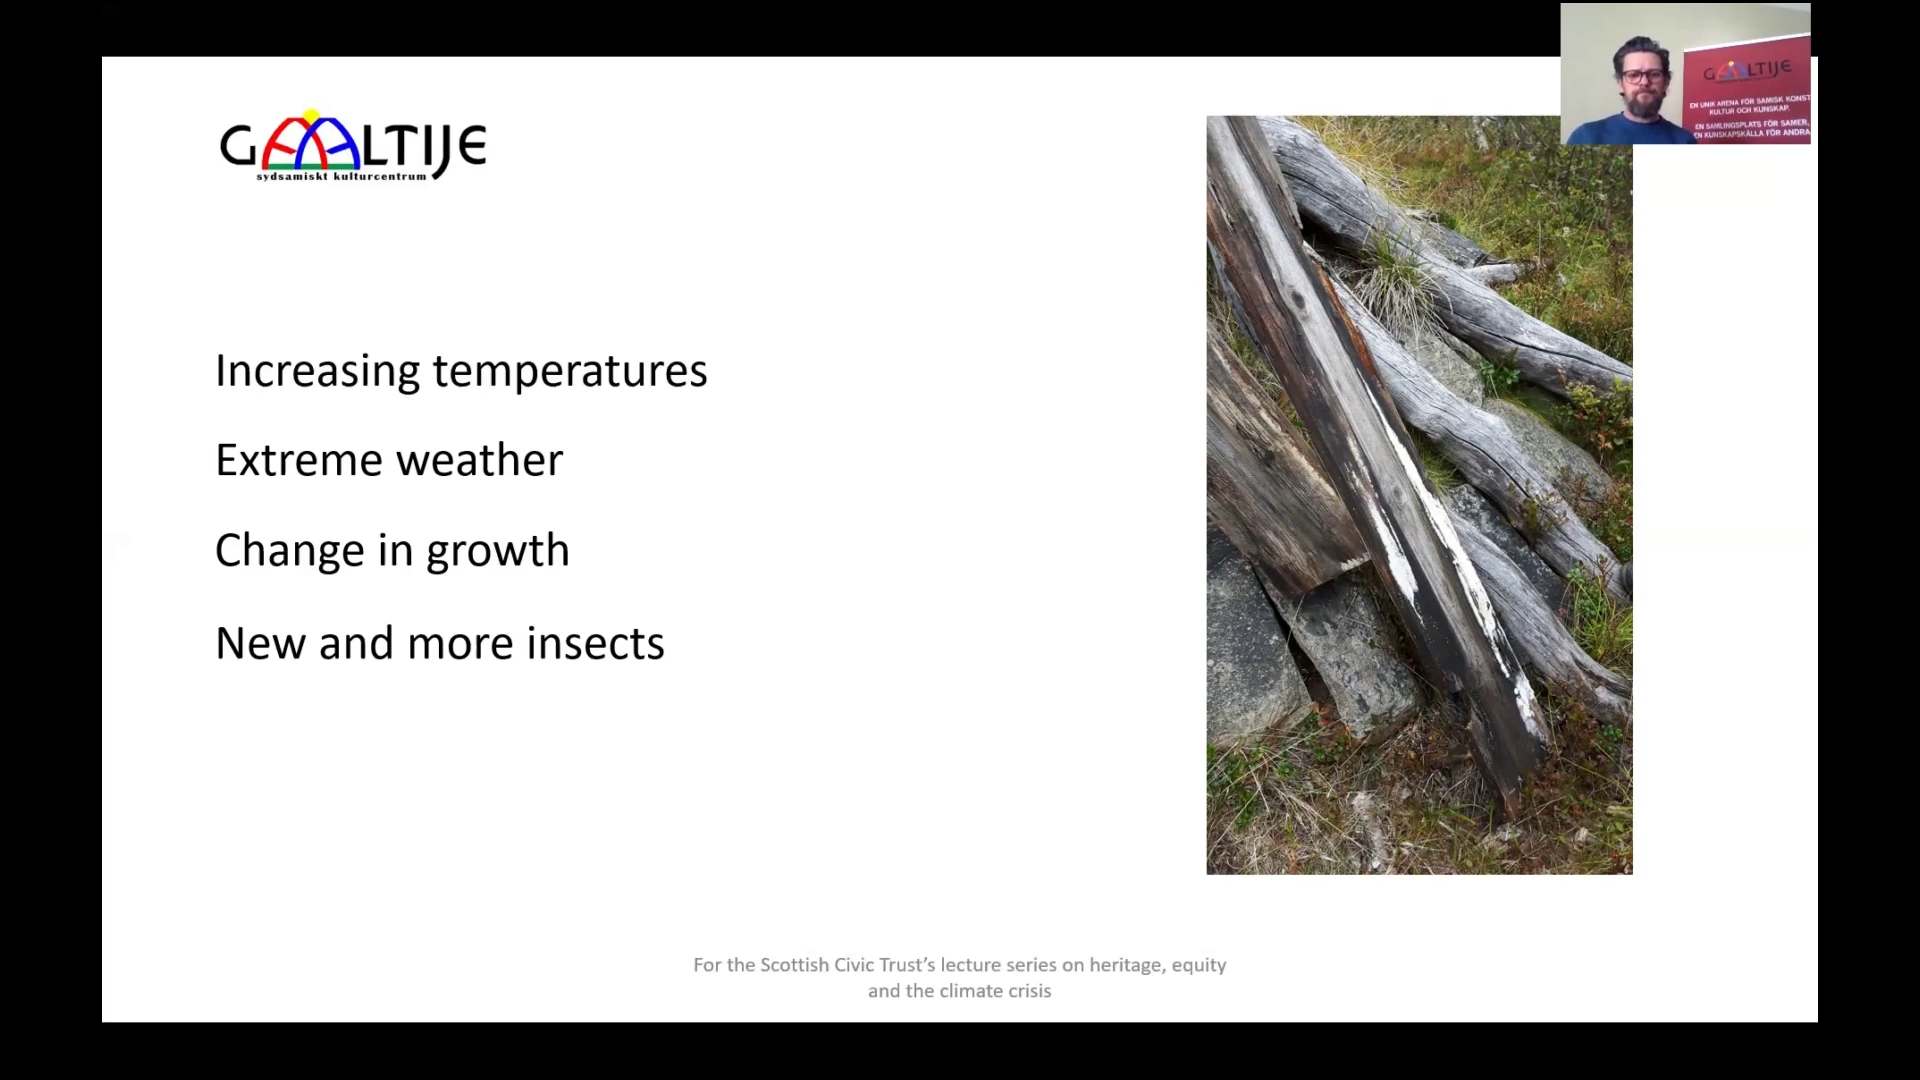 GAALTIJE
sydsamiskt kulturcentrum
GAALTIJE
EN UNIK ARENA FÖR SAMISK KONST
KULTUR OCH KUNSKAP.
EN SAMLINGSPLATS FÖR SAMER,
EN KUNSKAPSKÄLLA FÖR ANDRA
Increasing temperatures
Extreme weather
Change in growth
New and more insects
For the Scottish Civic Trust’s lecture series on heritage, equity
and the climate crisis